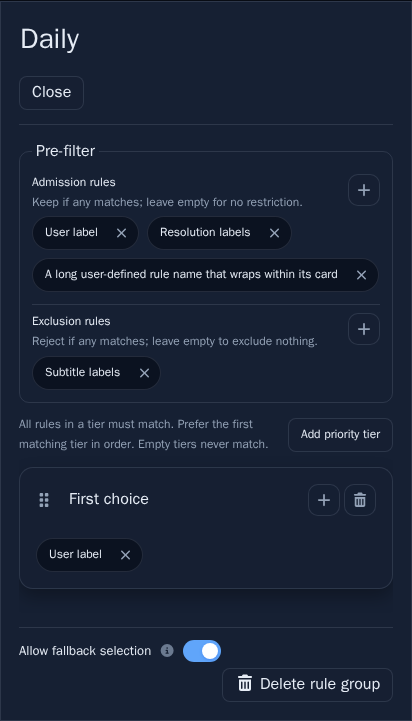 Daily
Close
Pre-filter
Admission rules
Keep if any matches; leave empty for no restriction.
User label
Resolution labels
A long user-defined rule name that wraps within its card
Exclusion rules
Reject if any matches; leave empty to exclude nothing.
Subtitle labels
All rules in a tier must match. Prefer the first
matching tier in order. Empty tiers never match.
Add priority tier
First choice
User label
Allow fallback selection
Delete rule group